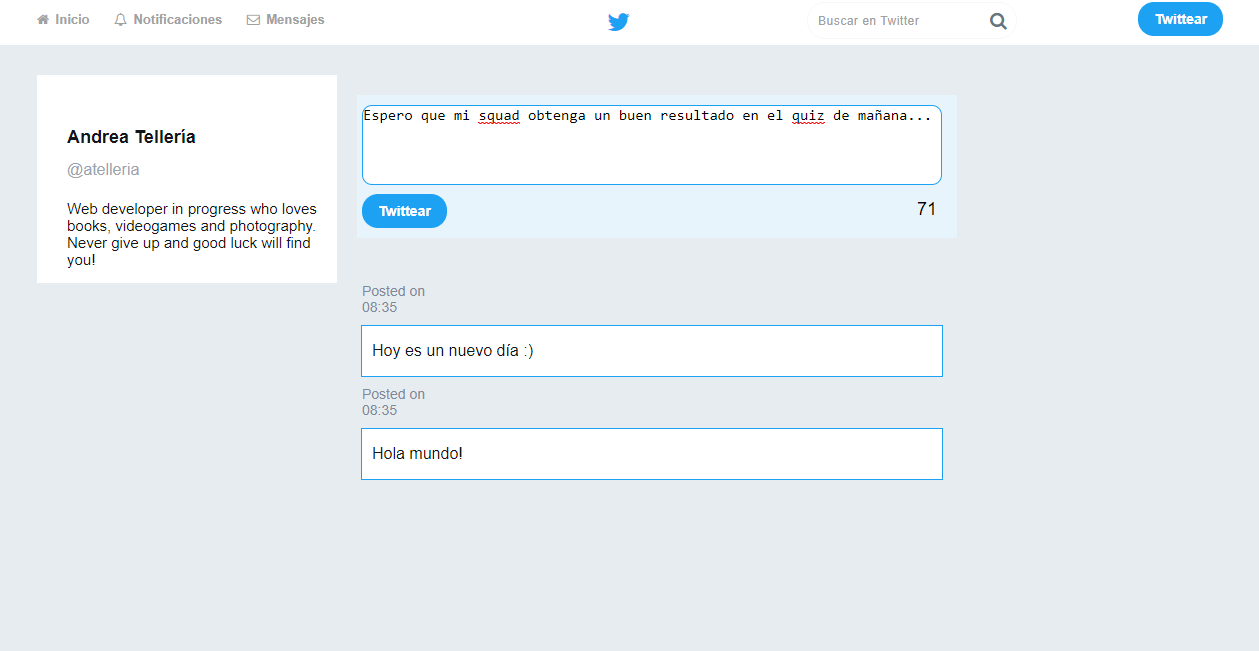 Inicio Notificaciones Mensajes Buscar en Twitter Twittear
Andrea Tellería
@atelleria
Web developer in progress who loves
books, videogames and photography.
Never give up and good luck will find
you!
Espero que mi squad obtenga un buen resultado en el quiz de mañana...
Twittear 71
Posted on
08:35
Hoy es un nuevo día :)
Posted on
08:35
Hola mundo!